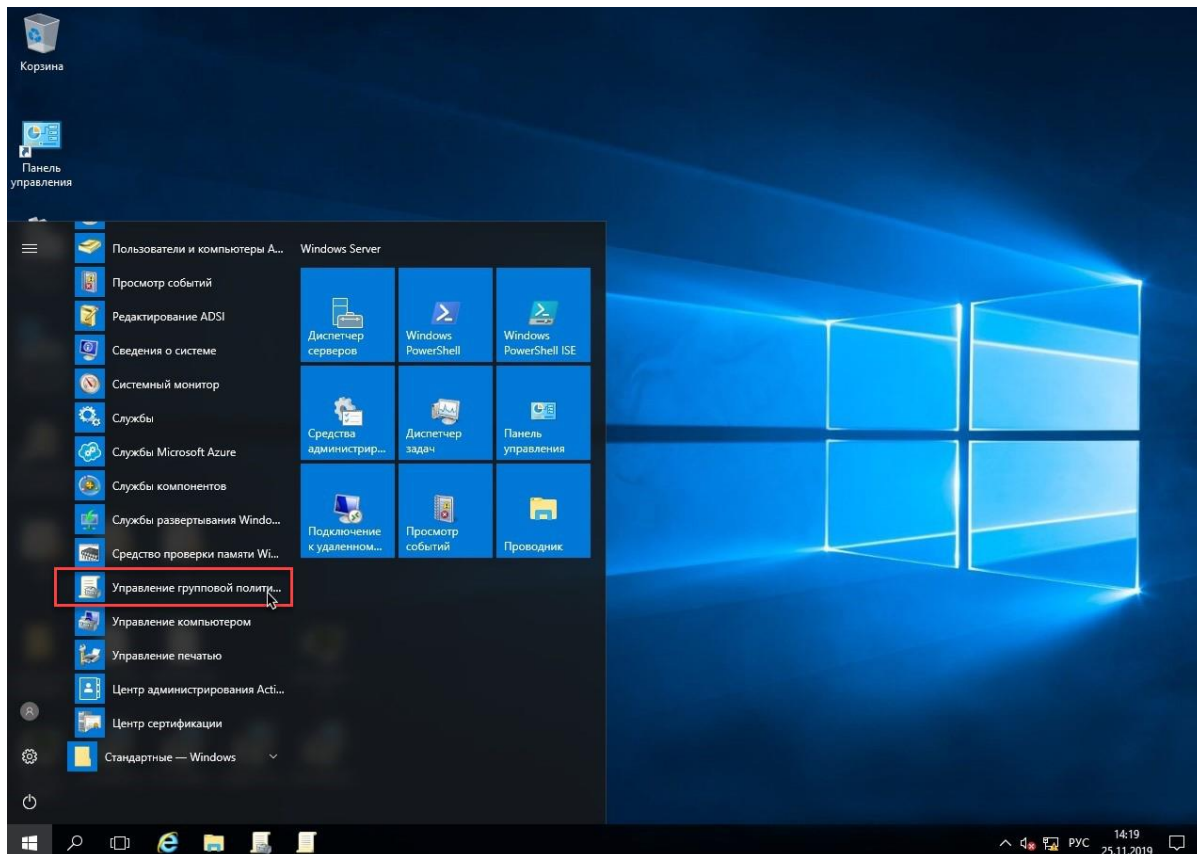 Корзина
Панель
управления
Пользователи и компьютеры A...
Просмотр событий
Редактирование ADSI
Сведения о системе
Системный монитор
Службы
Службы Microsoft Azure
Службы компонентов
Службы развертывания Windo...
Средство проверки памяти Wi...
Управление групповой полити...
Управление компьютером
Управление печатью
Центр администрирования Acti...
Центр сертификации
Стандартные — Windows
Windows Server
Диспетчер
серверов
Windows
PowerShell
Windows
PowerShell ISE
Средства
администрир...
Диспетчер
задач
Панель
управления
Подключение
к удаленном...
Просмотр
событий
Проводник
РУС
14:19
25.11.2019